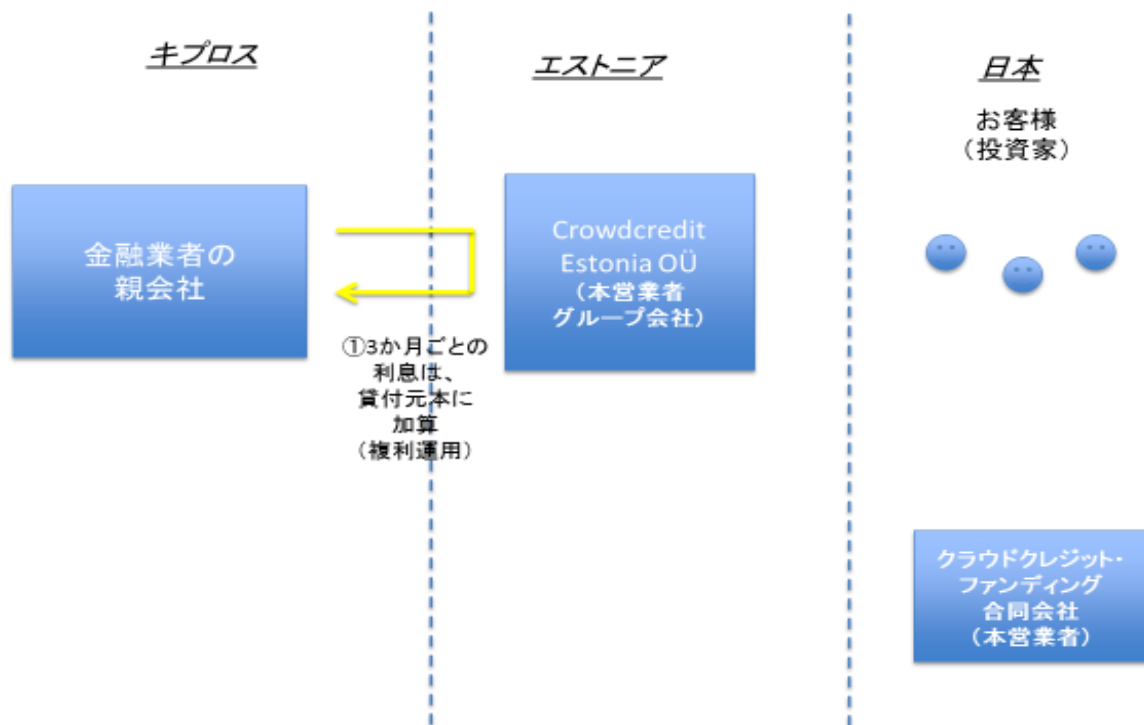 キプロス
エストニア
日本
お客様
（投資家）
金融業者の
親会社
Crowdcredit
Estonia OÜ
（本営業者
グループ会社）
①3か月ごとの
利息は、
貸付元本に
加算
（複利運用）
クラウドクレジット・
ファンディング
合同会社
（本営業者）